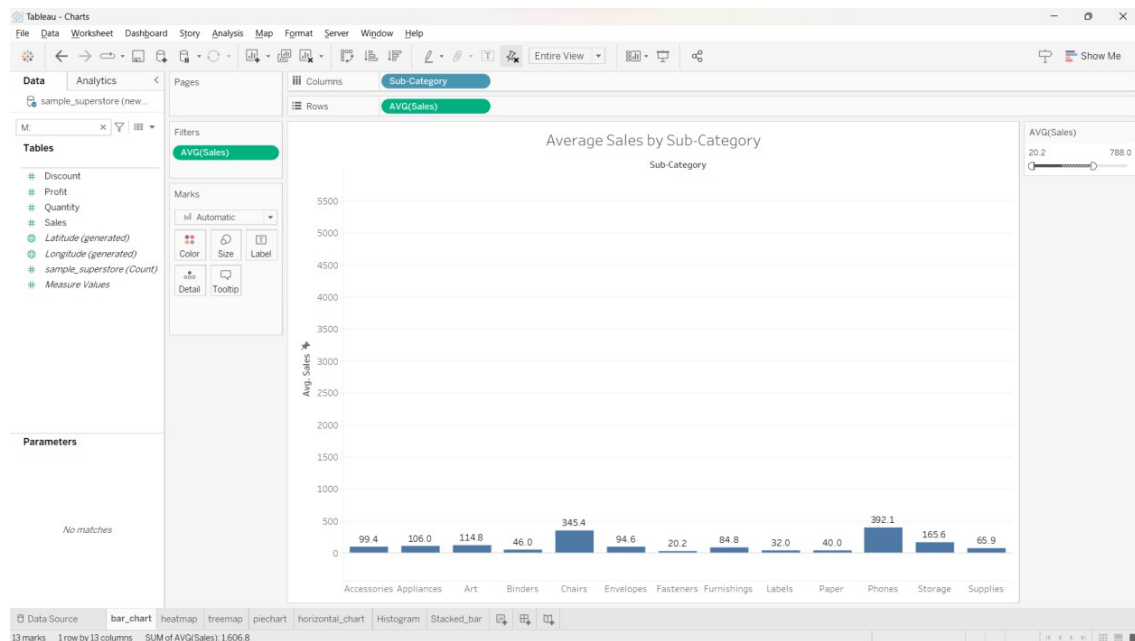 Tableau - Charts
File Data Worksheet Dashboard Story Analysis Map Format Server Window Help
Entire View
Show Me
Data Analytics
sample_superstore (new...
M:
Tables
Discount
Profit
Quantity
Sales
Latitude (generated)
Longitude (generated)
sample_superstore (Count)
Measure Values
Parameters
No matches
Pages
Filters
AVG(Sales)
Marks
Automatic
Color Size Label
Detail Tooltip
Columns Sub-Category
Rows AVG(Sales)
Average Sales by Sub-Category
Sub-Category
Avg. Sales
5500
5000
4500
4000
3500
3000
2500
2000
1500
1000
500
0
99.4 106.0 114.8 46.0 345.4 94.6 20.2 84.8 32.0 40.0 392.1 165.6 65.9
Accessories Appliances Art Binders Chairs Envelopes Fasteners Furnishings Labels Paper Phones Storage Supplies
AVG(Sales)
20.2 788.0
Data Source bar_chart heatmap treemap piechart horizontal_chart Histogram Stacked_bar
13 marks 1 row by 13 columns SUM of AVG(Sales): 1,606.8